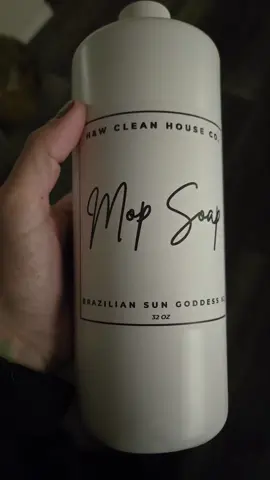 H&W CLEAN HOUSE CO.
Mop Soap
BRAZILIAN SUN GODDESS
32 OZ